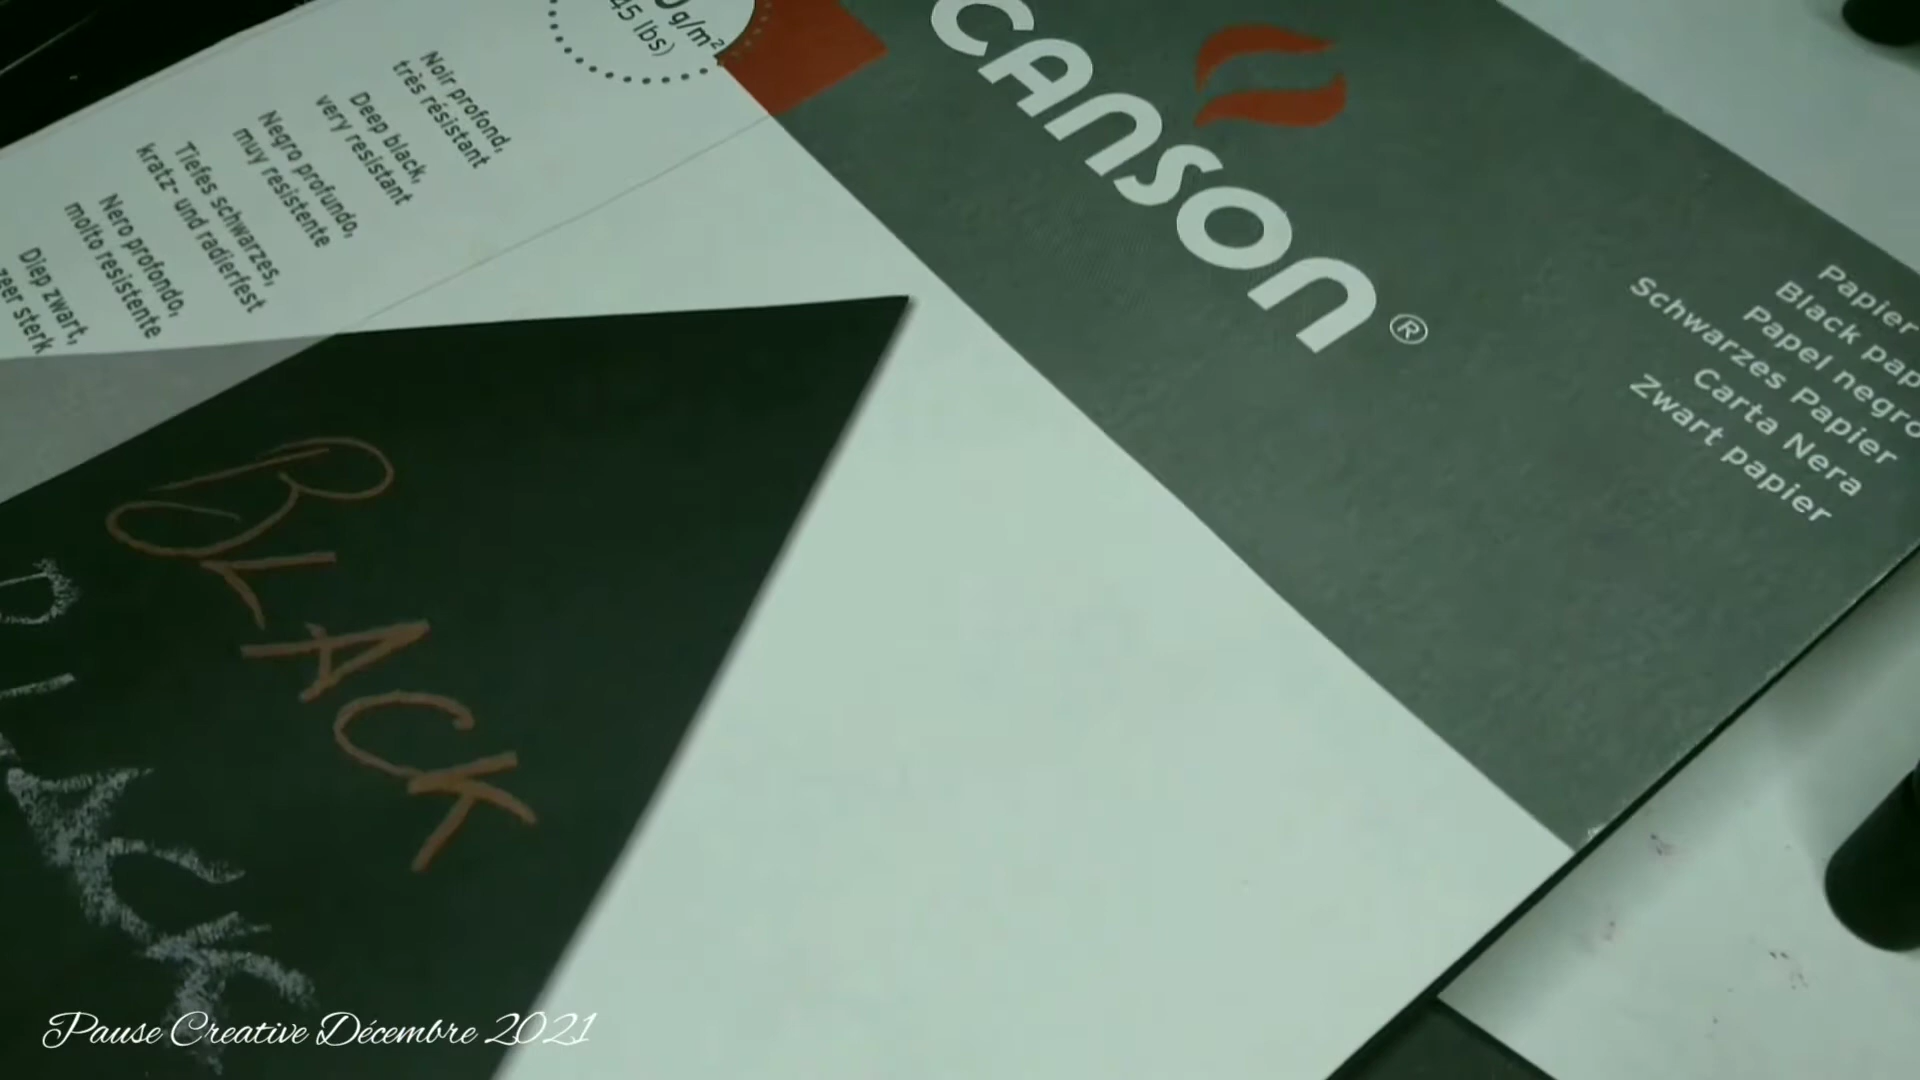 g/m²
45 lbs)
Noir profond,
très résistant
Deep black,
very resistant
Negro profundo,
muy resistente
Tiefes schwarzes,
kratz- und radierfest
Nero profondo,
molto resistente
Diep zwart,
zeer sterk
CANSON®
Papier
Black pap
Papel negro
Schwarzes Papier
Carta Nera
Zwart papier
BLACK
BLACK
Pause Creative Décembre 2021